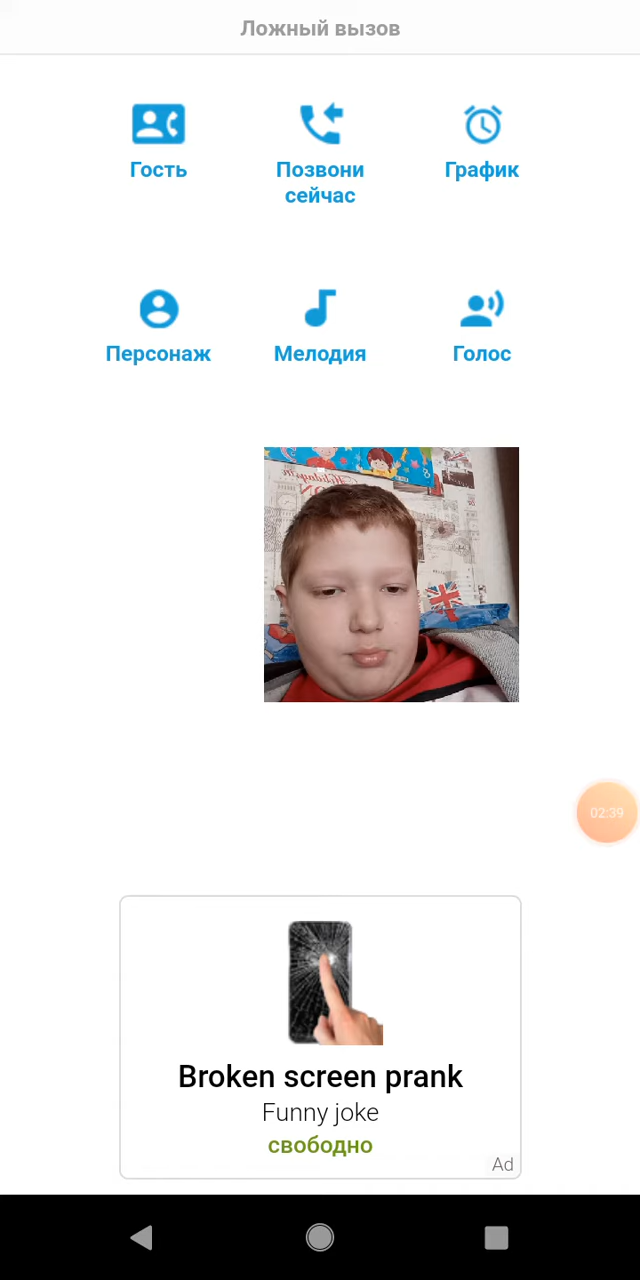 Ложный вызов
Гость
Позвони
сейчас
График
Персонаж
Мелодия
Голос
02:39
Broken screen prank
Funny joke
свободно
Ad